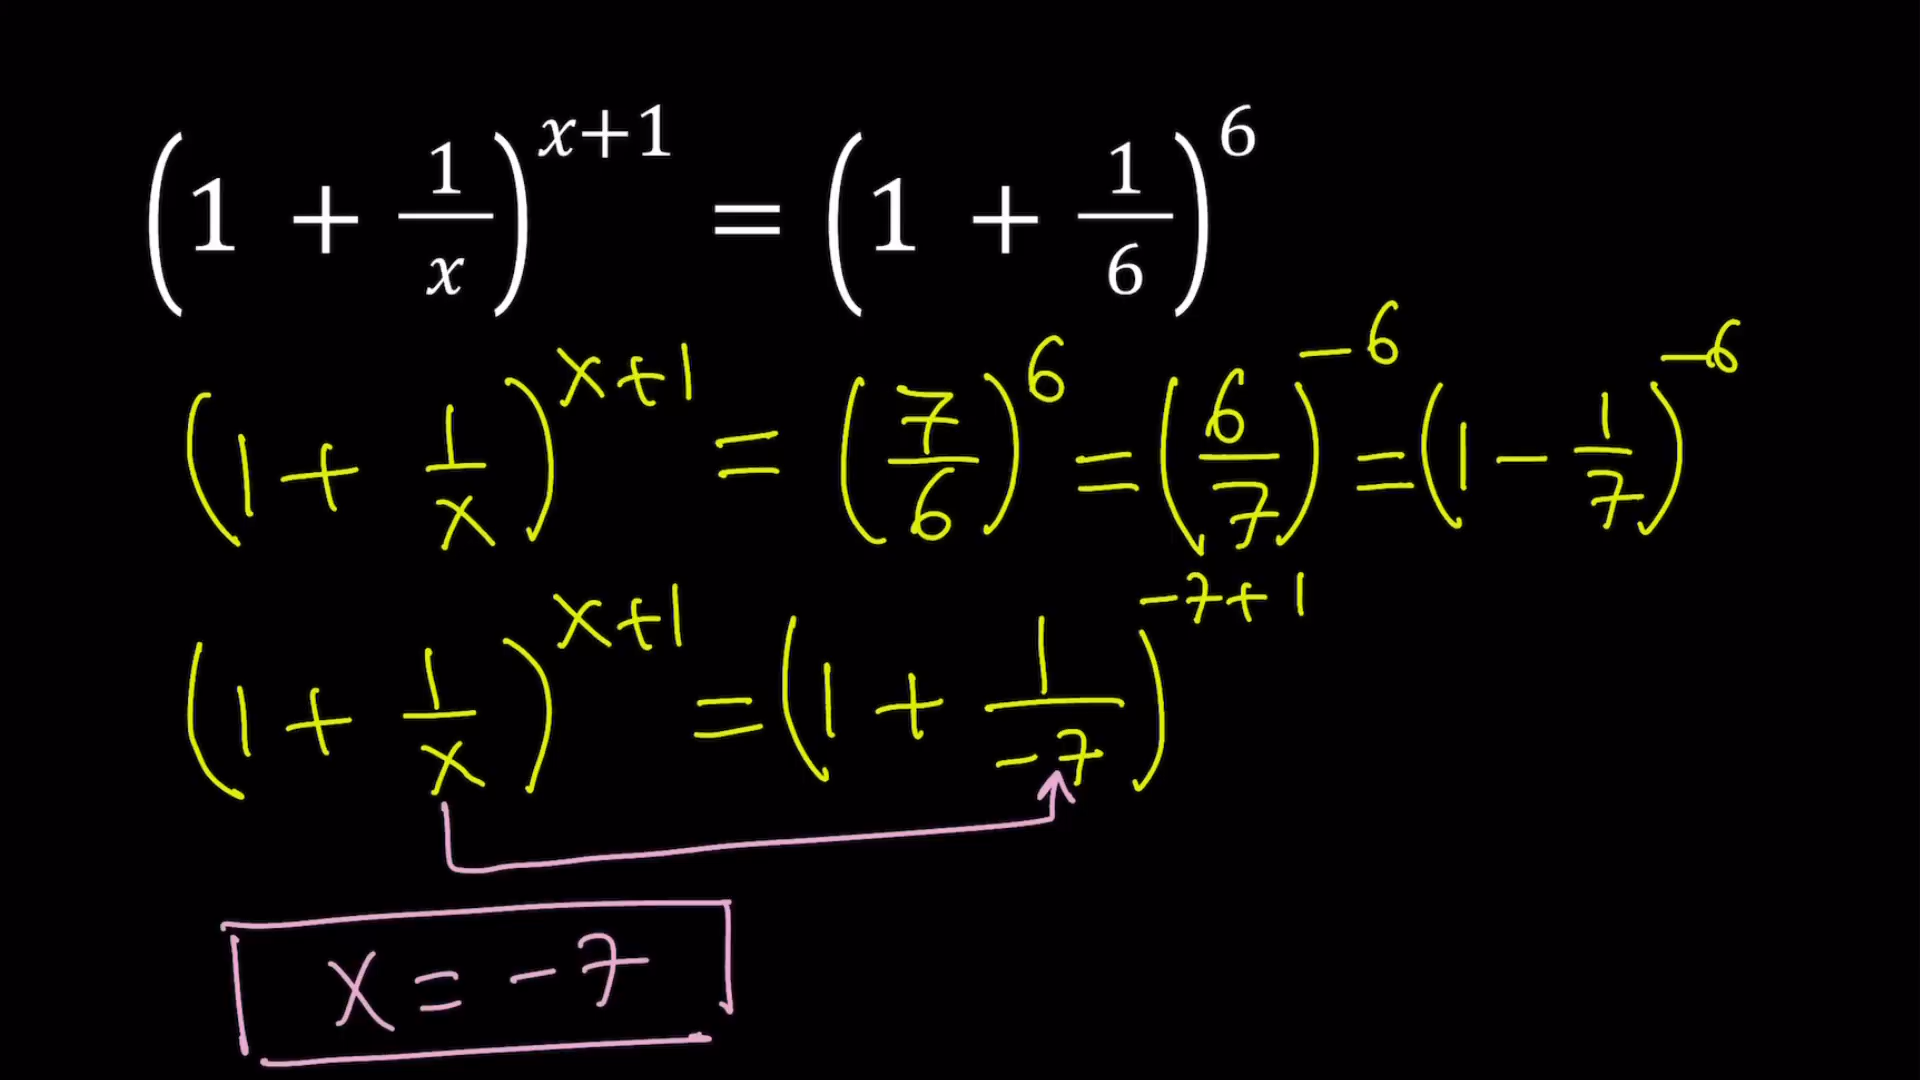 (1 + 1/x)^(x+1) = (1 + 1/6)^6
(1 + 1/x)^(x+1) = (7/6)^6 = (6/7)^-6 = (1 - 1/7)^-6
(1 + 1/x)^(x+1) = (1 + 1/-7)^(-7+1)
x = -7